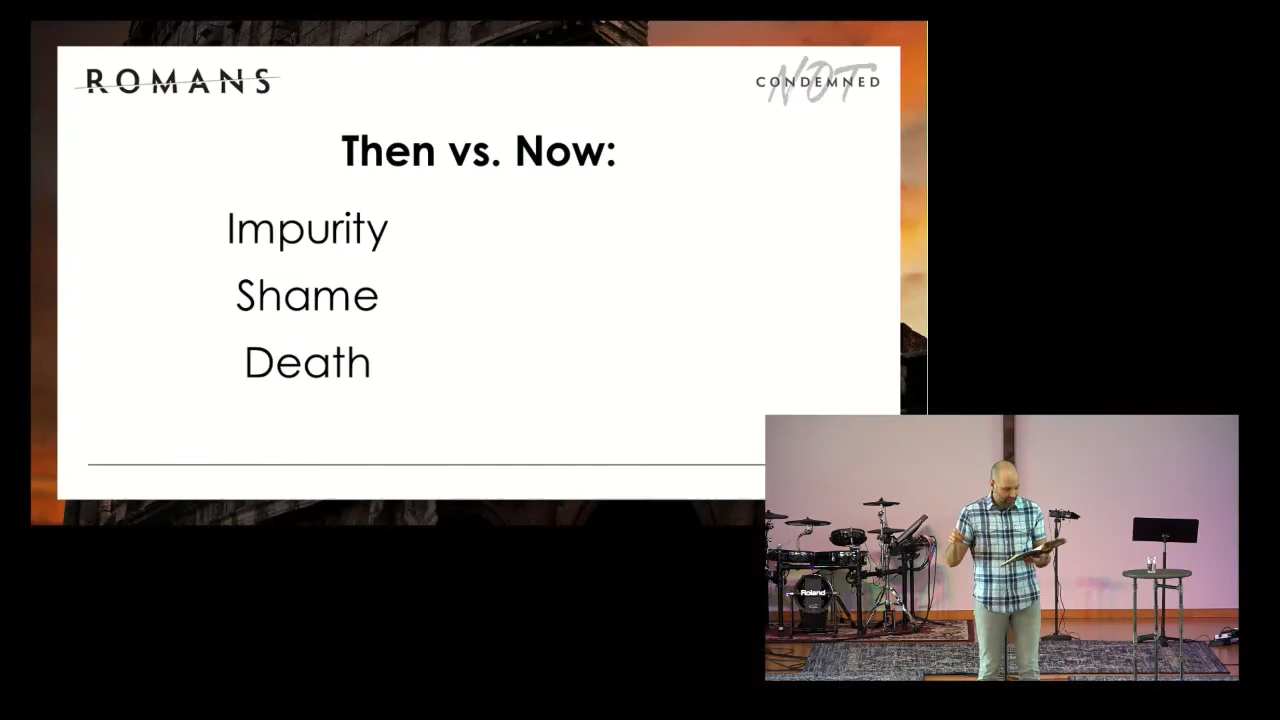 ROMANS
CONDEMNED
NOT
Then vs. Now:
Impurity
Shame
Death
Roland